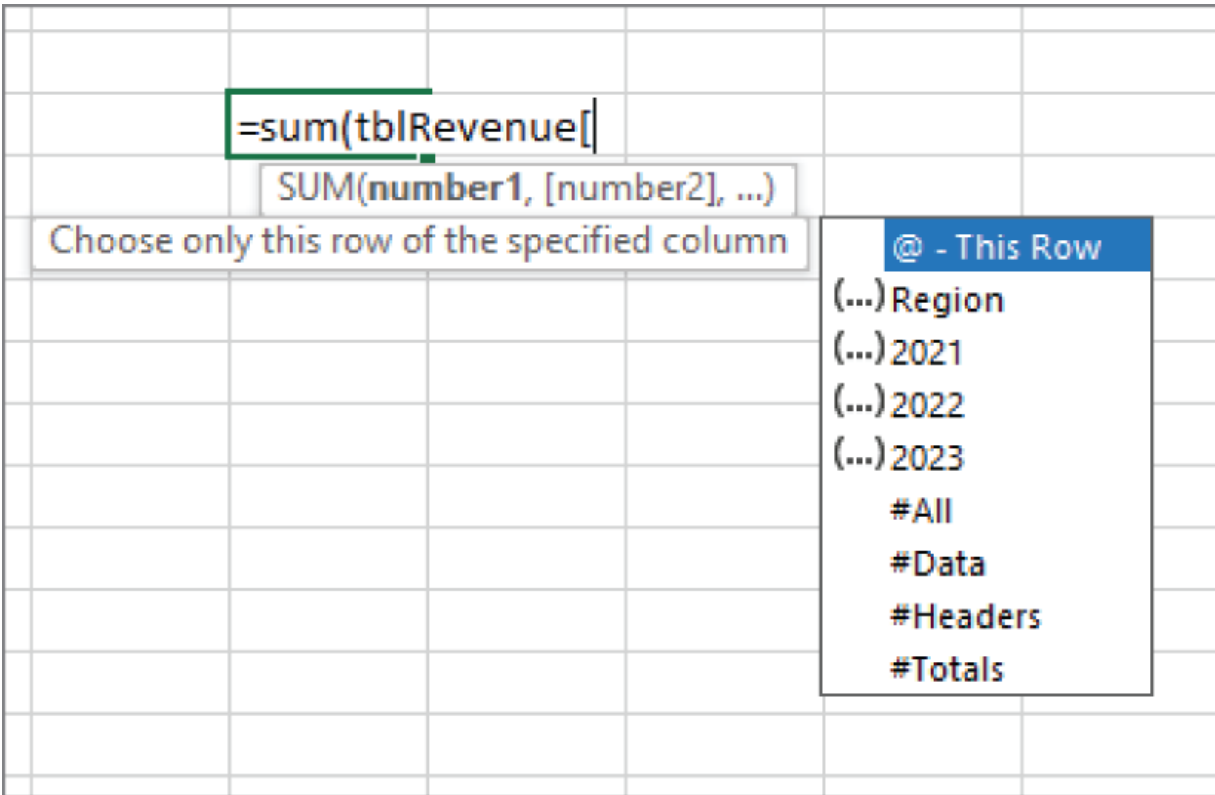 =sum(tblRevenue[
SUM(number1, [number2], ...)
Choose only this row of the specified column
@ - This Row
(...) Region
(...) 2021
(...) 2022
(...) 2023
#All
#Data
#Headers
#Totals